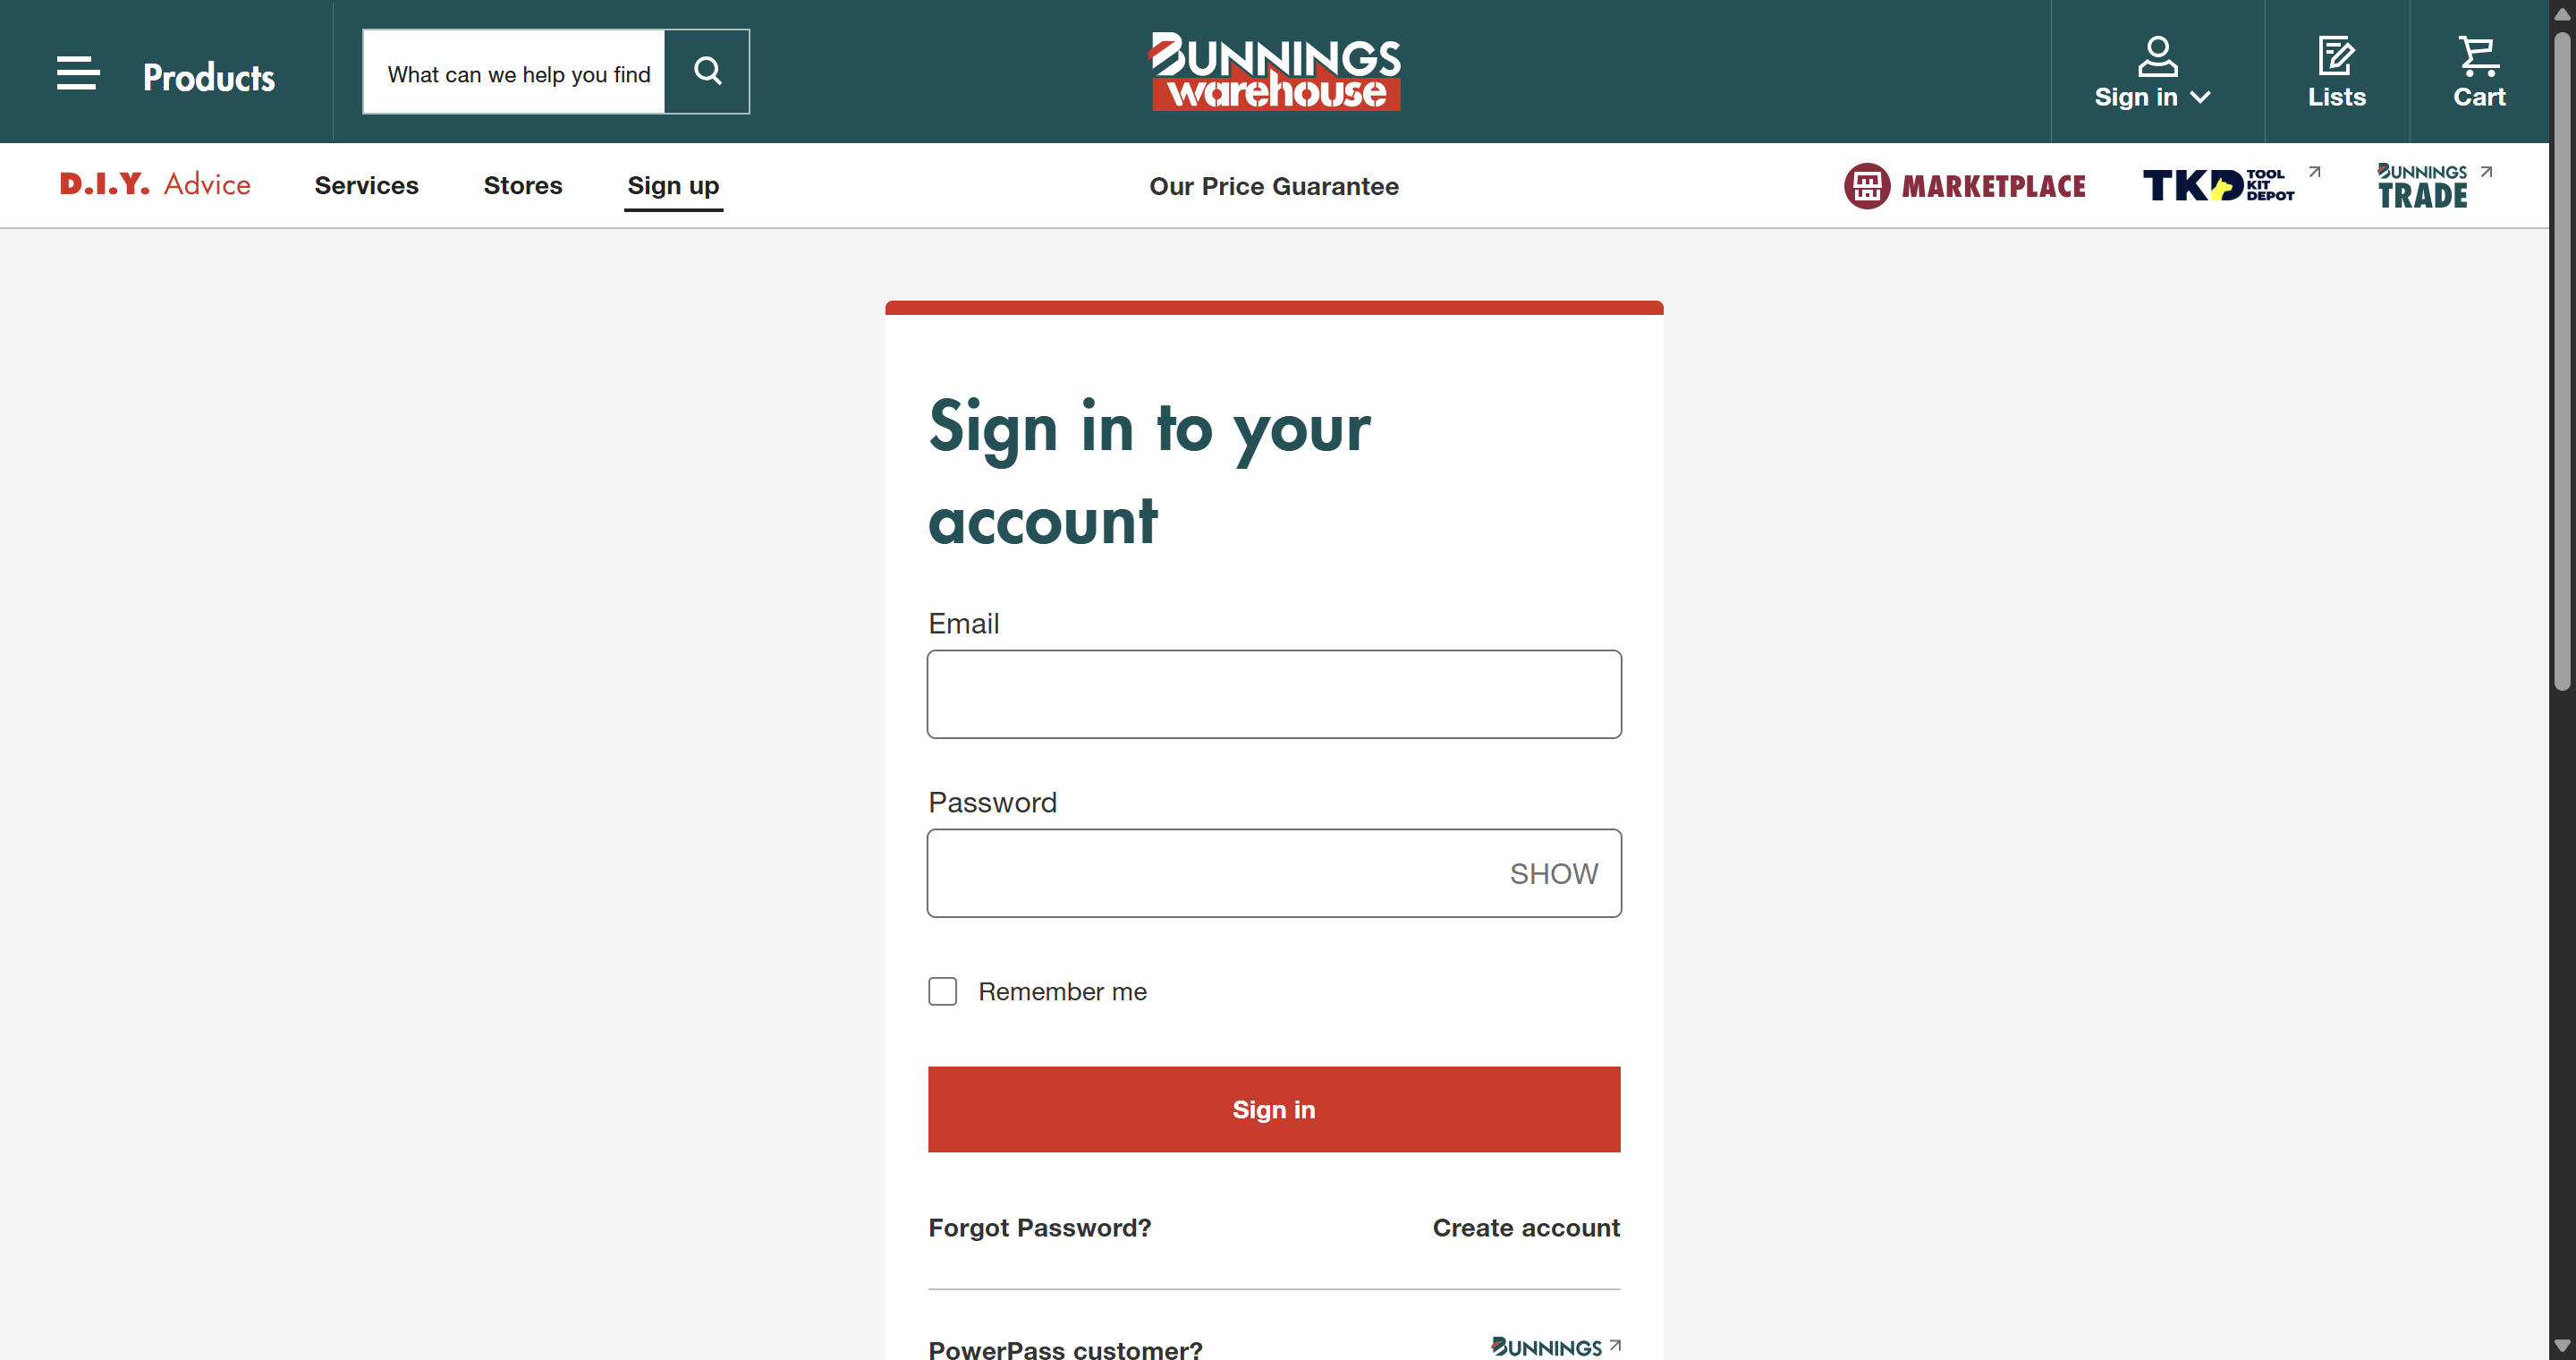 Products
What can we help you find
BUNNINGS
warehouse
Sign in
Lists
Cart
D.I.Y. Advice
Services
Stores
Sign up
Our Price Guarantee
MARKETPLACE
TKD TOOL KIT DEPOT
BUNNINGS
TRADE
Sign in to your
account
Email
Password
SHOW
Remember me
Sign in
Forgot Password?
Create account
PowerPass customer?
BUNNINGS